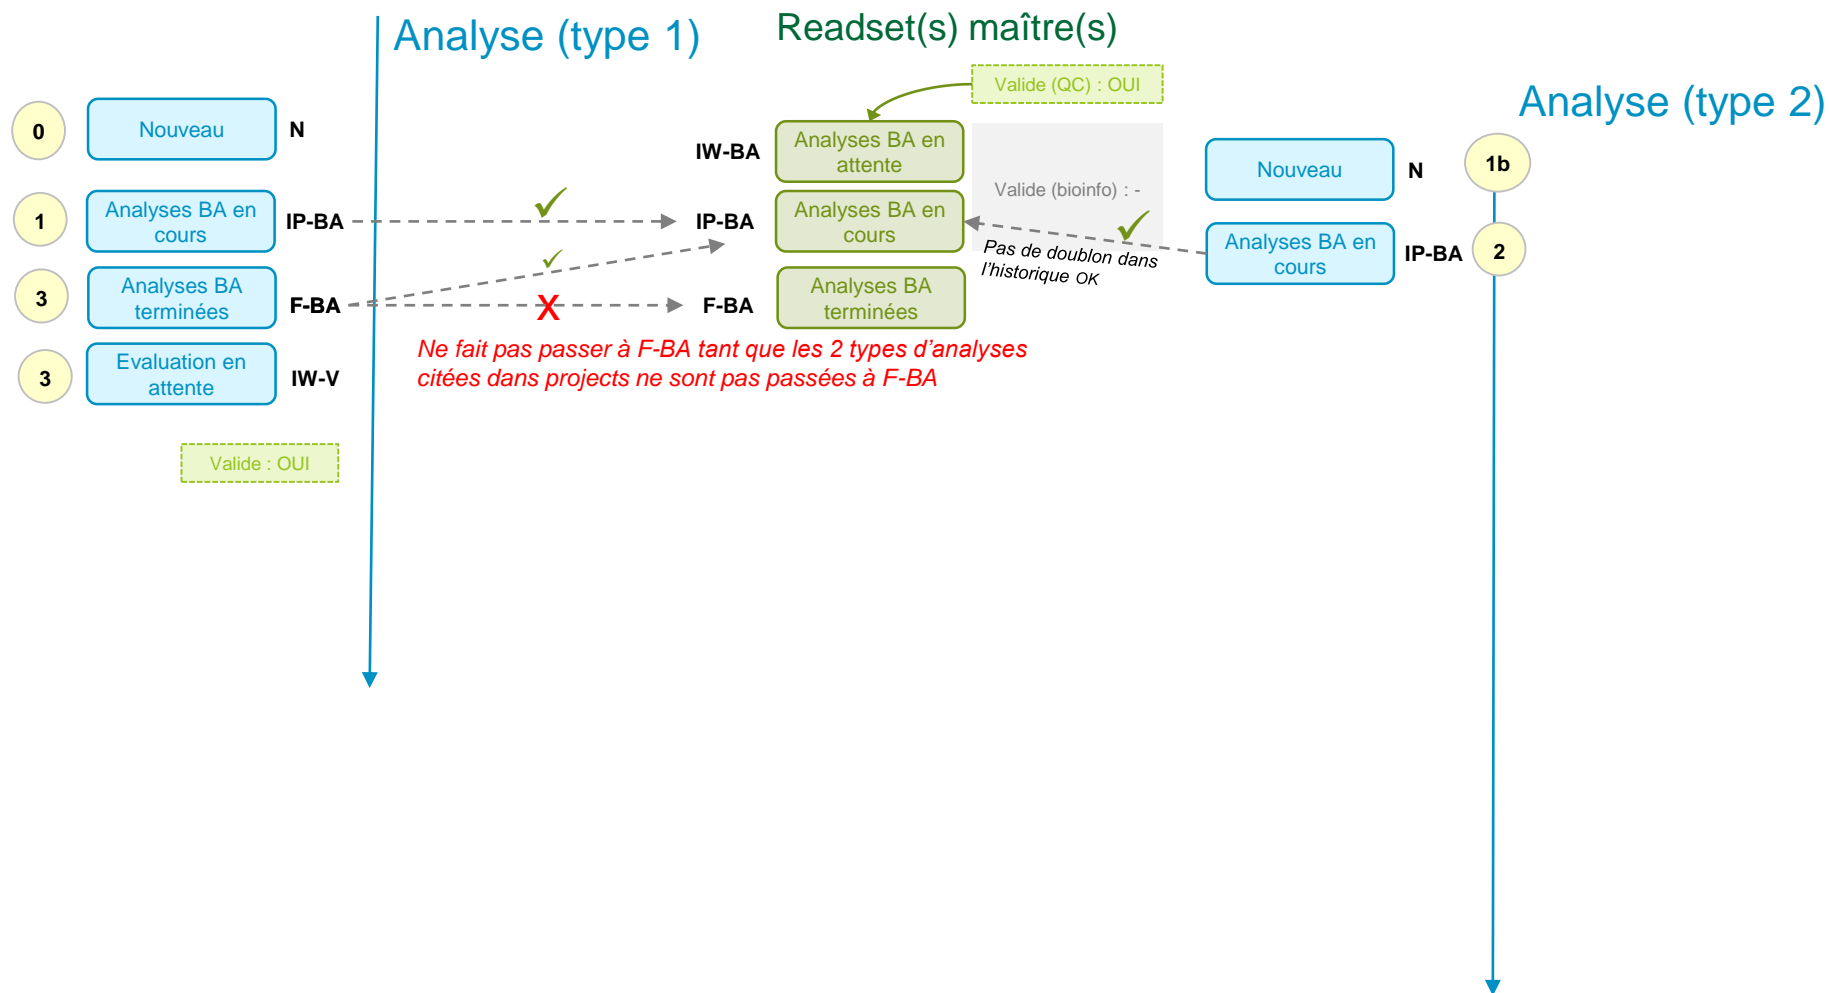 Analyse (type 1)
Readset(s) maître(s)
Analyse (type 2)
Valide (QC) : OUI
0
Nouveau
N
IW-BA
Analyses BA en
attente
Valide (bioinfo) : -
Nouveau
N
1b
1
Analyses BA en
cours
IP-BA
IP-BA
Analyses BA en
cours
Pas de doublon dans
l'historique OK
Analyses BA en
cours
IP-BA
2
3
Analyses BA
terminées
F-BA
X
F-BA
Analyses BA
terminées
Ne fait pas passer à F-BA tant que les 2 types d'analyses
citées dans projects ne sont pas passées à F-BA
3
Evaluation en
attente
IW-V
Valide : OUI